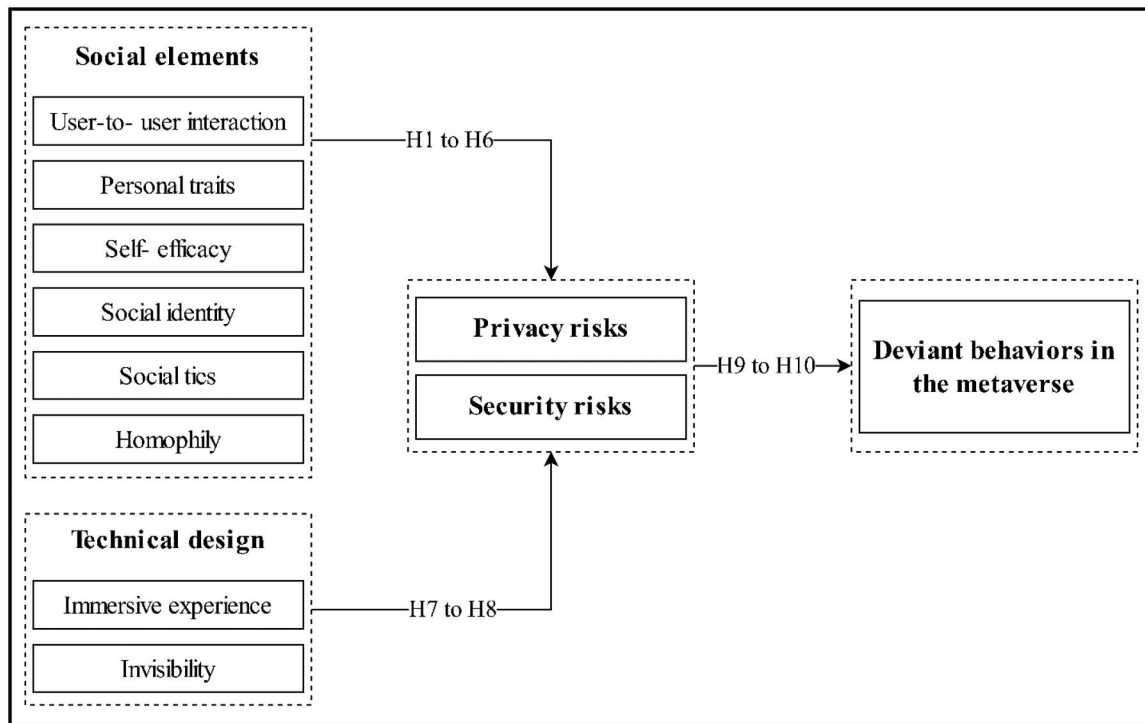 Social elements
User-to- user interaction
Personal traits
Self- efficacy
Social identity
Social tics
Homophily
H1 to H6
Privacy risks
Security risks
H9 to H10
Deviant behaviors in
the metaverse
Technical design
Immersive experience
Invisibility
H7 to H8